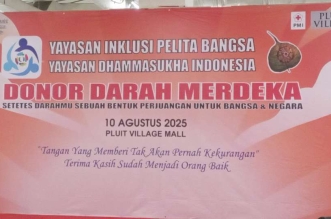 PMI
PLUIT
VILLAGE
YAYASAN INKLUSI PELITA BANGSA
YAYASAN DHAMMASUKHA INDONESIA
DONOR DARAH MERDEKA
SETETES DARAHMU SEBUAH BENTUK PERJUANGAN UNTUK BANGSA & NEGARA
10 AGUSTUS 2025
PLUIT VILLAGE MALL
"Tangan Yang Memberi Tak Akan Pernah Kekurangan"
Terima Kasih Sudah Menjadi Orang Baik